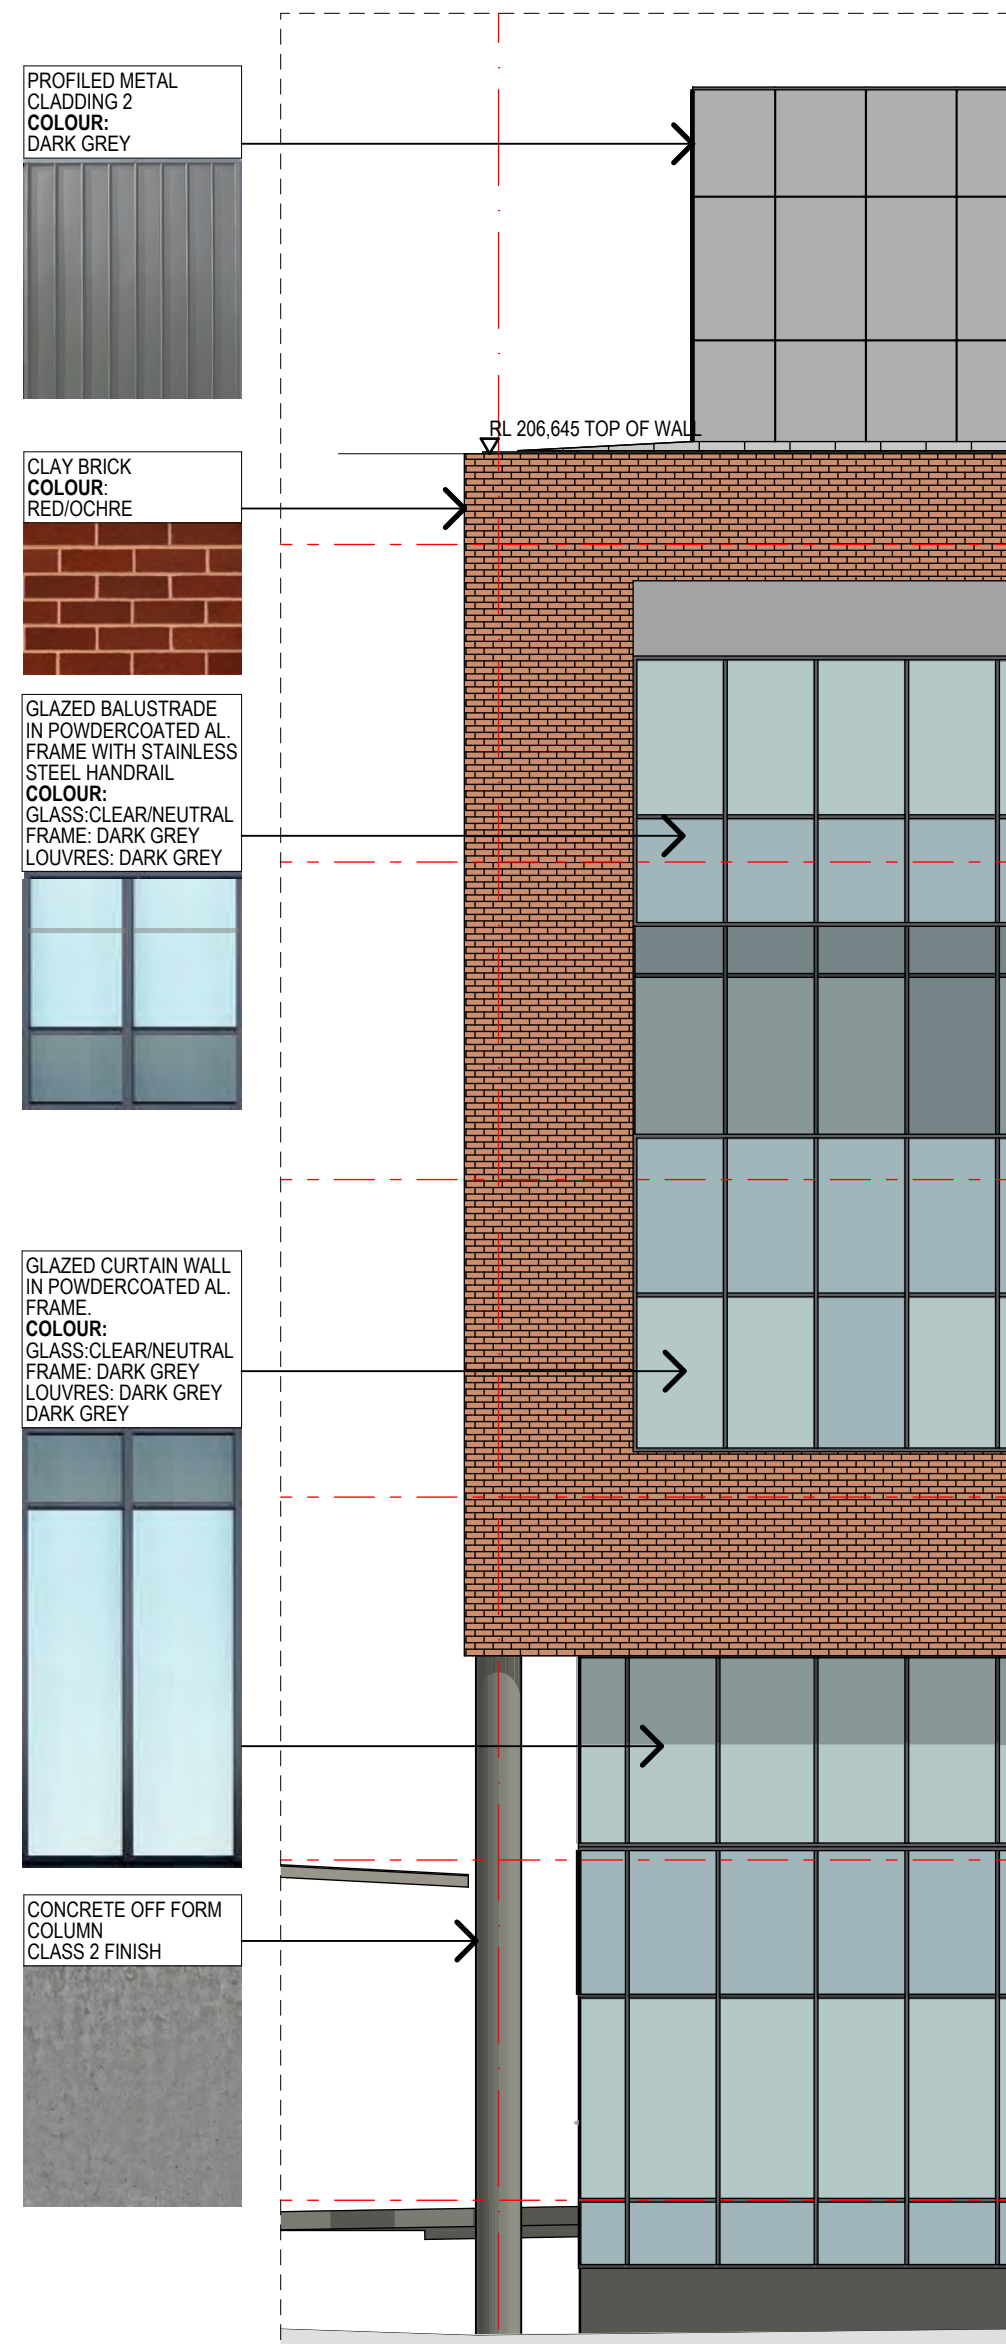 PROFILED METAL
CLADDING 2
COLOUR:
DARK GREY
RL 206,645 TOP OF WALL
CLAY BRICK
COLOUR:
RED/OCHRE
GLAZED BALUSTRADE
IN POWDERCOATED AL.
FRAME WITH STAINLESS
STEEL HANDRAIL
COLOUR:
GLASS:CLEAR/NEUTRAL
FRAME: DARK GREY
LOUVRES: DARK GREY
GLAZED CURTAIN WALL
IN POWDERCOATED AL.
FRAME.
COLOUR:
GLASS:CLEAR/NEUTRAL
FRAME: DARK GREY
LOUVRES: DARK GREY
DARK GREY
CONCRETE OFF FORM
COLUMN
CLASS 2 FINISH